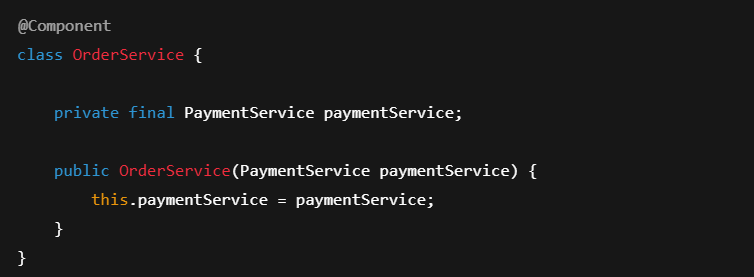 @Component
class OrderService {
    private final PaymentService paymentService;
    public OrderService(PaymentService paymentService) {
        this.paymentService = paymentService;
    }
}